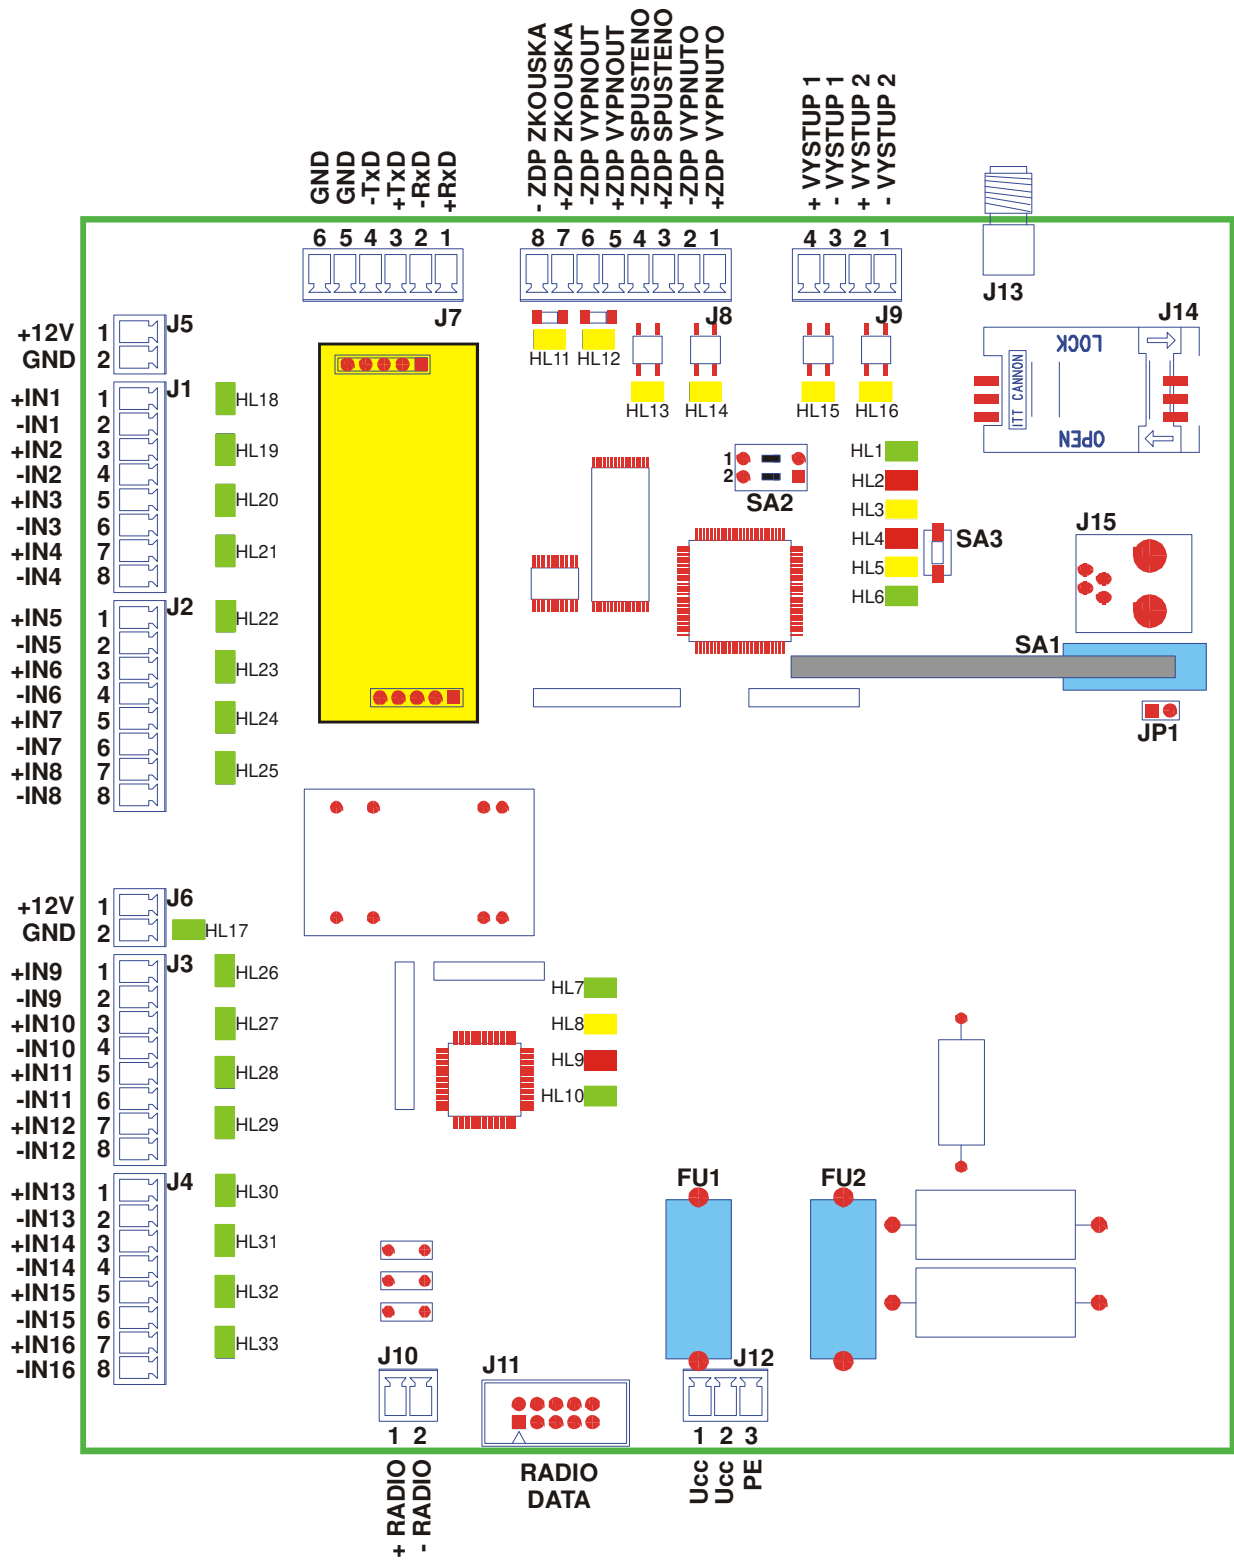 - ZDP ZKOUSKA
+ZDP ZKOUSKA
-ZDP VYPNOUT
+ZDP VYPNOUT
-ZDP SPUSTENO
+ZDP SPUSTENO
-ZDP VYPNUTO
+ZDP VYPNUTO
+ VYSTUP 1
- VYSTUP 1
+ VYSTUP 2
- VYSTUP 2
GND
GND
-TxD
+TxD
-RxD
+RxD
6 5 4 3 2 1
8 7 6 5 4 3 2 1
4 3 2 1
J7
J8
J9
J13
J14
LOCK
ITT CANNON
OPEN
HL11
HL12
HL13
HL14
HL15
HL16
+12V 1 J5
GND 2
+IN1 1 J1 HL18
-IN1 2
+IN2 3 HL19
-IN2 4
+IN3 5 HL20
-IN3 6
+IN4 7 HL21
-IN4 8
+IN5 1 J2 HL22
-IN5 2
+IN6 3 HL23
-IN6 4
+IN7 5 HL24
-IN7 6
+IN8 7 HL25
-IN8 8
1
2
SA2
HL1
HL2
HL3
HL4
HL5
HL6
SA3
J15
SA1
JP1
+12V 1 J6
GND 2 HL17
+IN9 1 J3 HL26
-IN9 2
+IN10 3 HL27
-IN10 4
+IN11 5 HL28
-IN11 6
+IN12 7 HL29
-IN12 8
HL7
HL8
HL9
HL10
+IN13 1 J4 HL30
-IN13 2
+IN14 3 HL31
-IN14 4
+IN15 5 HL32
-IN15 6
+IN16 7 HL33
-IN16 8
FU1
FU2
J10
J11
J12
1 2
1 2 3
+ RADIO
- RADIO
RADIO
DATA
Ucc
Ucc
PE